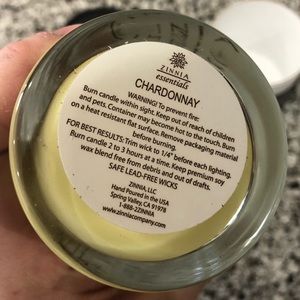 ZINNIA
essentials
CHARDONNAY
WARNING! To prevent fire:
Burn candle within sight. Keep out of reach of children
and pets. Container may become hot to the touch. Burn
on a heat resistant flat surface. Remove packaging material
before burning.
FOR BEST RESULTS: Trim wick to 1/4" before each lighting.
Burn candle 2 to 3 hours at a time. Keep premium soy
wax blend free from debris and out of drafts.
SAFE LEAD-FREE WICKS
ZINNIA, LLC
Hand Poured in the USA
Spring Valley, CA 91978
1-888-2ZINNIA
www.zinniacompany.com